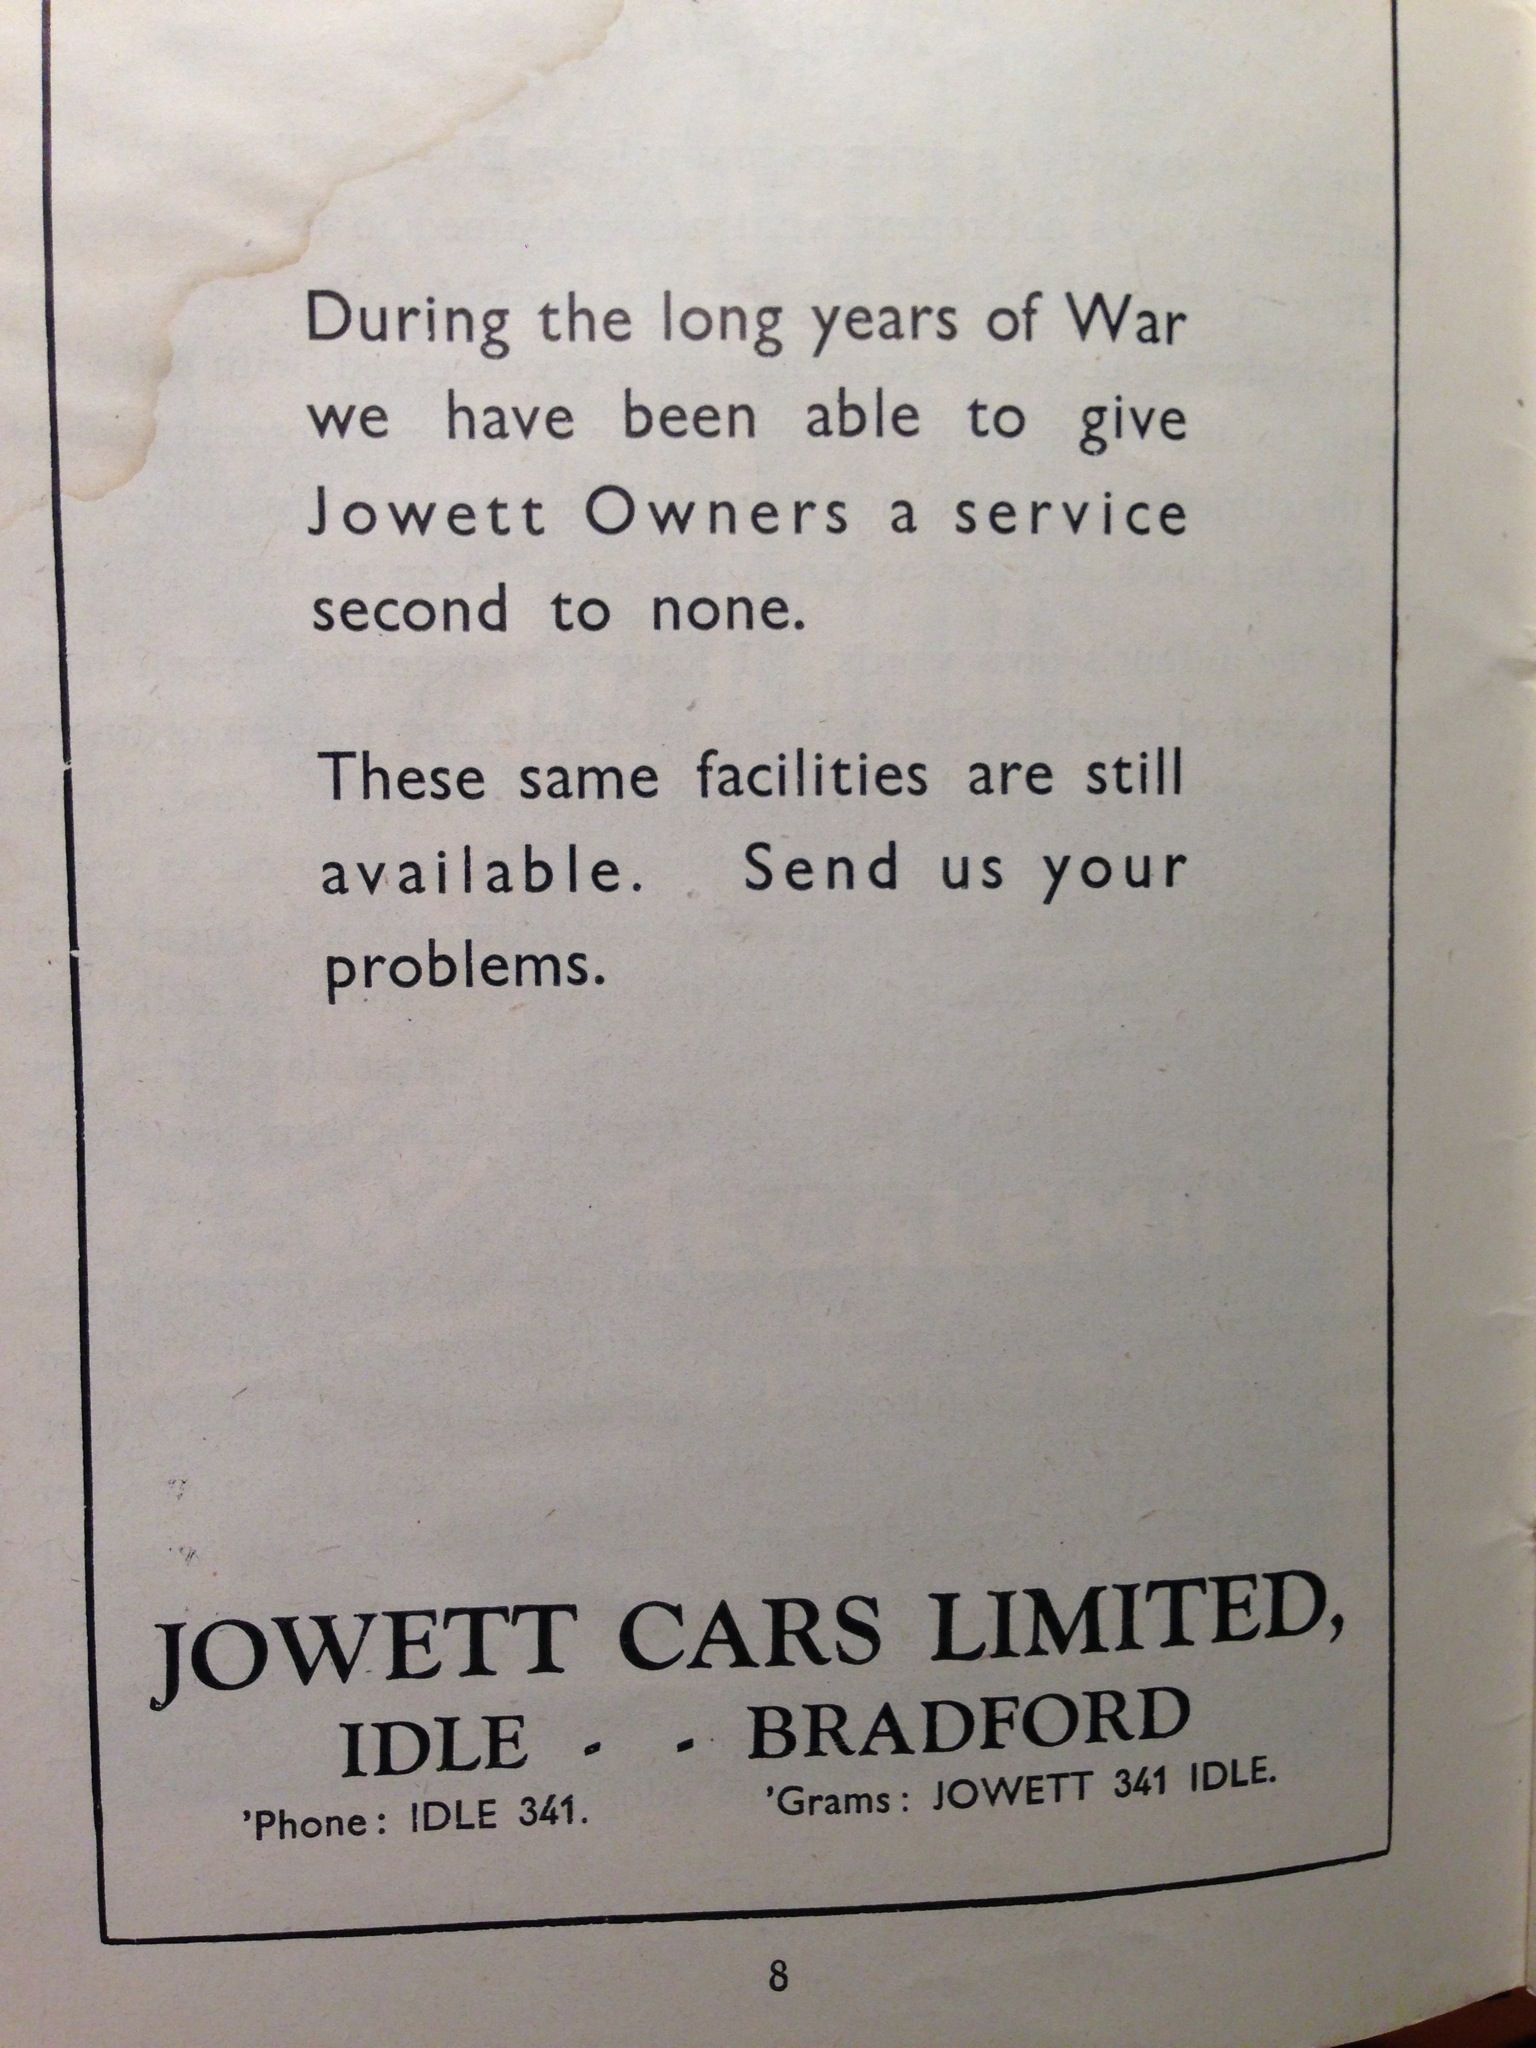 During the long years of War
we have been able to give
Jowett Owners a service
second to none.
These same facilities are still
available. Send us your
problems.
JOWETT CARS LIMITED,
IDLE - - BRADFORD
'Phone: IDLE 341. 'Grams: JOWETT 341 IDLE.
8